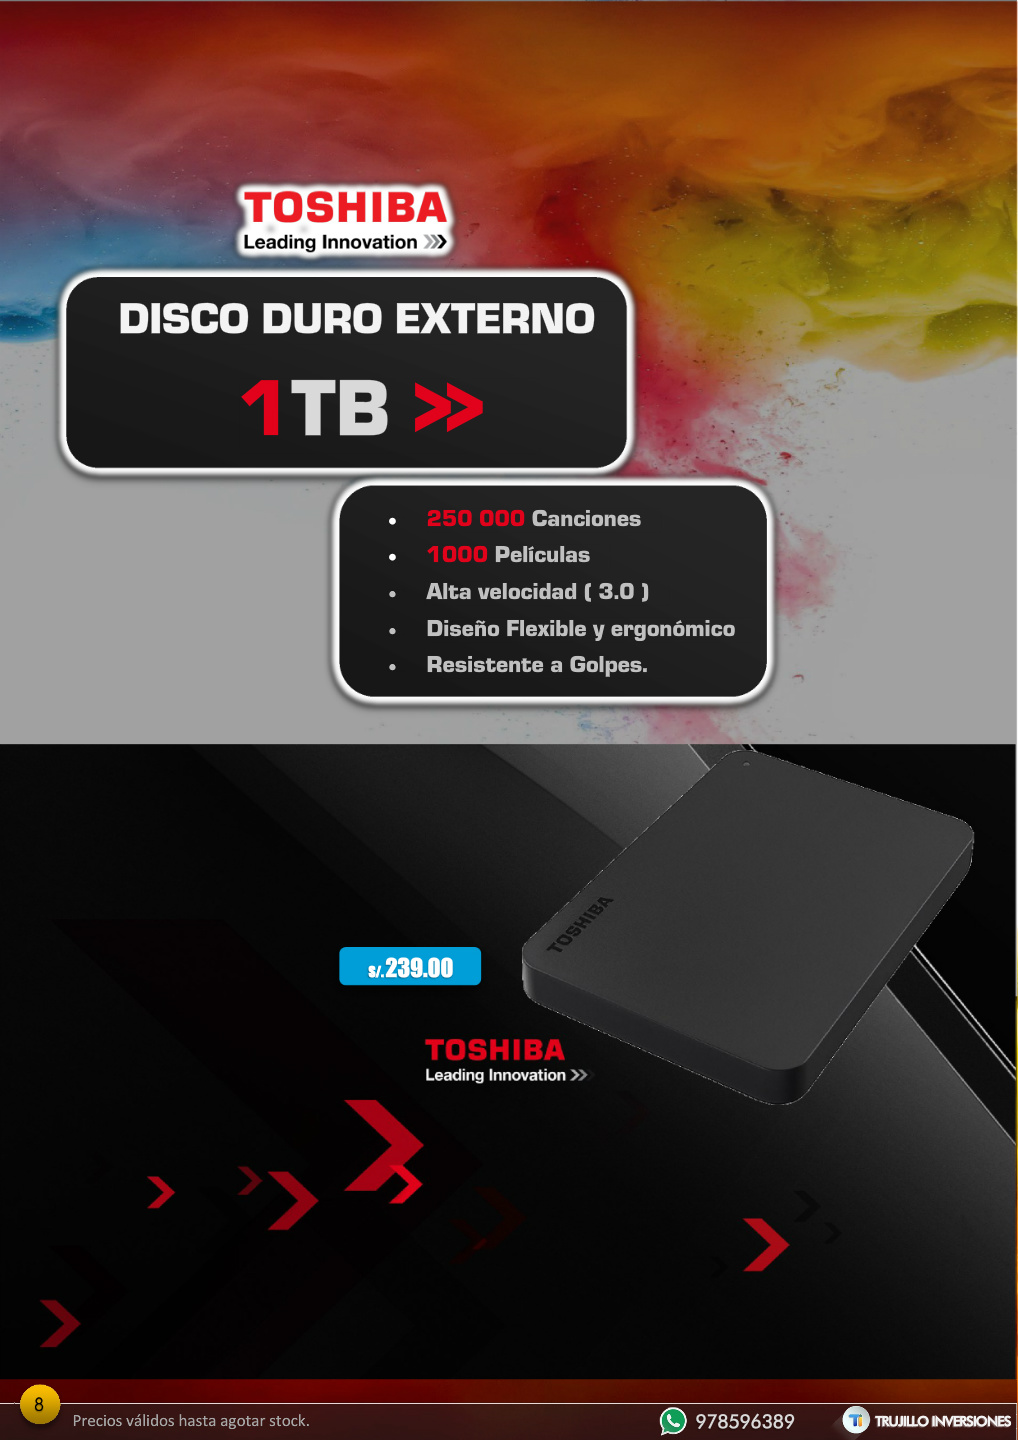 TOSHIBA
Leading Innovation >>>
DISCO DURO EXTERNO
1TB >>
• 250 000 Canciones
• 1000 Películas
• Alta velocidad ( 3.0 )
• Diseño Flexible y ergonómico
• Resistente a Golpes.
TOSHIBA
s/.239.00
TOSHIBA
Leading Innovation >>>
8
Precios válidos hasta agotar stock.
978596389
Ti TRUJILLO INVERSIONES